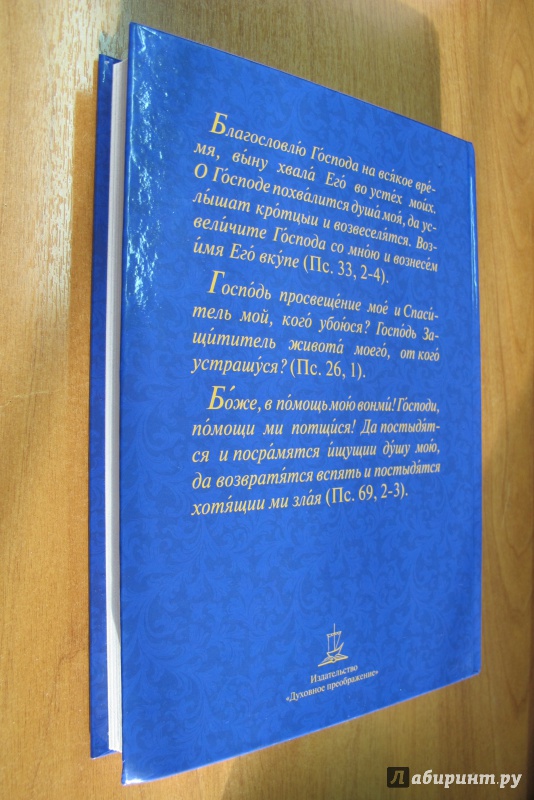 Благословлю́ Го́спода на вся́кое вре́-
мя, вы́ну хвала́ Его́ во усте́х мои́х.
О Го́споде похва́лится душа́ моя́, да ус-
лы́шат кро́тцыи и возвеселя́тся. Воз-
вели́чите Го́спода со мно́ю и вознесе́м
и́мя Его́ вку́пе (Пс. 33, 2-4).
Госпо́дь просвеще́ние мое́ и Спаси́-
тель мой, кого́ убою́ся? Госпо́дь За-
щи́титель живота́ моего́, от кого́
устрашу́ся? (Пс. 26, 1).
Бо́же, в по́мощь мою́ вонми́! Го́споди,
по́мощи ми потщи́ся! Да постыдя́т-
ся и посра́мятся и́щущии ду́шу мою́,
да возвратя́тся вспять и постыдя́тся
хотя́щии ми зла́я (Пс. 69, 2-3).
Издательство
«Духовное преображение»
Лабиринт.ру